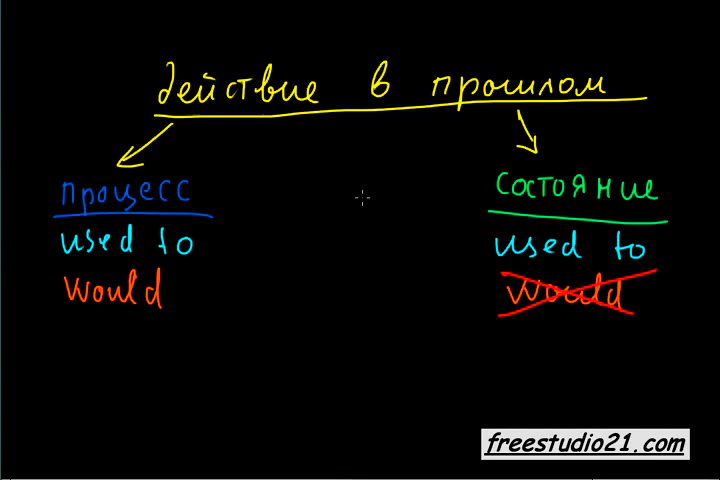 действие в прошлом
процесс
used to
would
состояние
used to
would
freestudio21.com